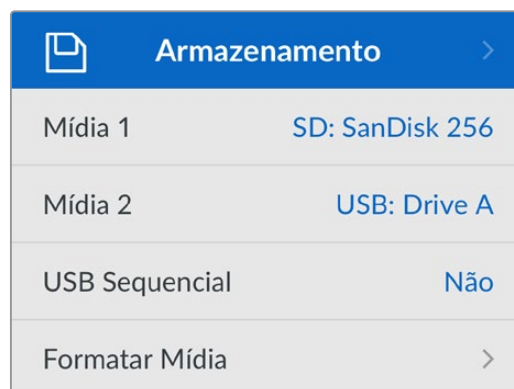 Armazenamento
Mídia 1 SD: SanDisk 256
Mídia 2 USB: Drive A
USB Sequencial Não
Formatar Mídia